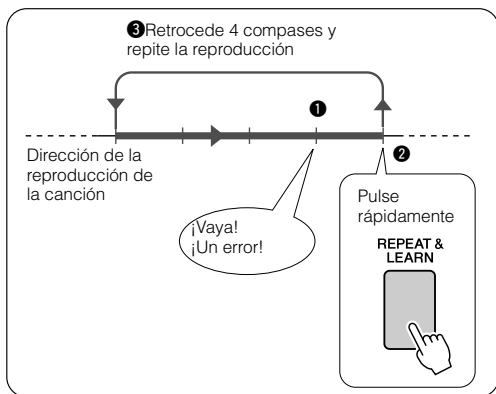 ❸Retrocede 4 compases y
repite la reproducción
❶
Dirección de la
reproducción de
la canción
¡Vaya!
¡Un error!
❷
Pulse
rápidamente
REPEAT &
LEARN